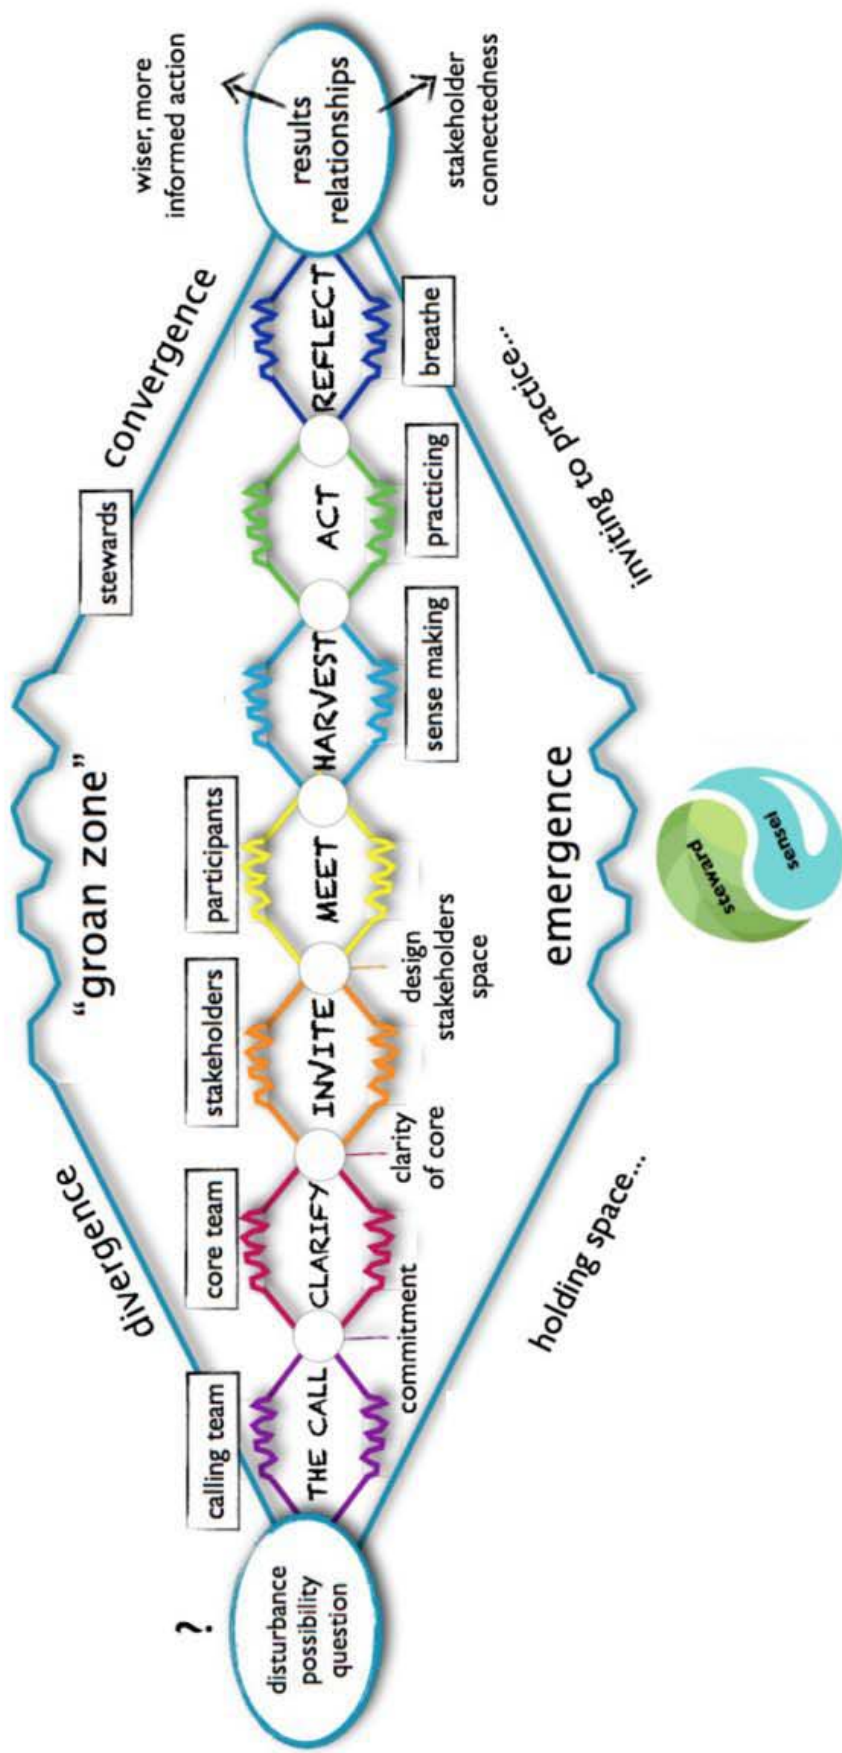 ?
disturbance
possibility
question
calling team
THE CALL
commitment
divergence
core team
CLARIFY
clarity
of core
holding space...
stakeholders
INVITE
design
stakeholders
space
"groan zone"
participants
MEET
emergence
steward
sensei
HARVEST
sense making
stewards
ACT
practicing
inviting to practice...
convergence
REFLECT
breathe
results
relationships
wiser, more
informed action
stakeholder
connectedness